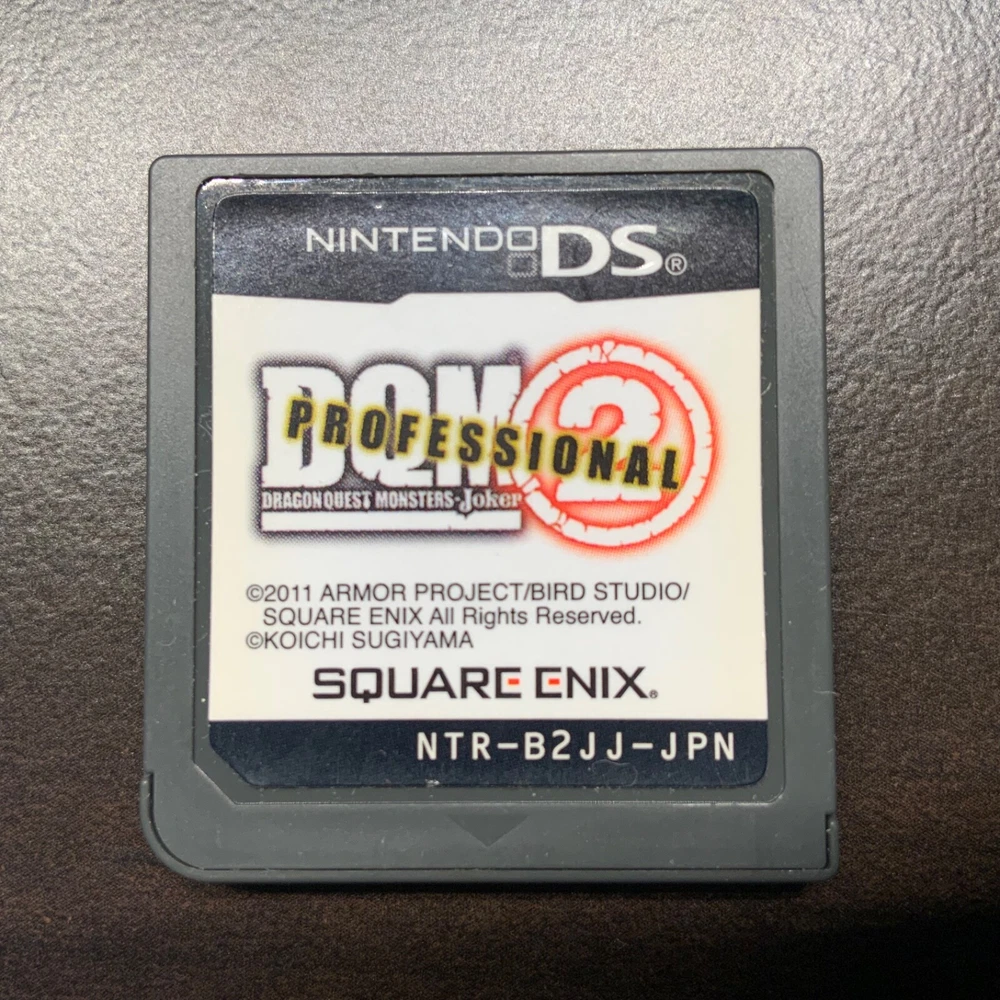 NINTENDO DS®
DQM 2
PROFESSIONAL
DRAGON QUEST MONSTERS-Joker
©2011 ARMOR PROJECT/BIRD STUDIO/
SQUARE ENIX All Rights Reserved.
©KOICHI SUGIYAMA
SQUARE ENIX®
NTR-B2JJ-JPN